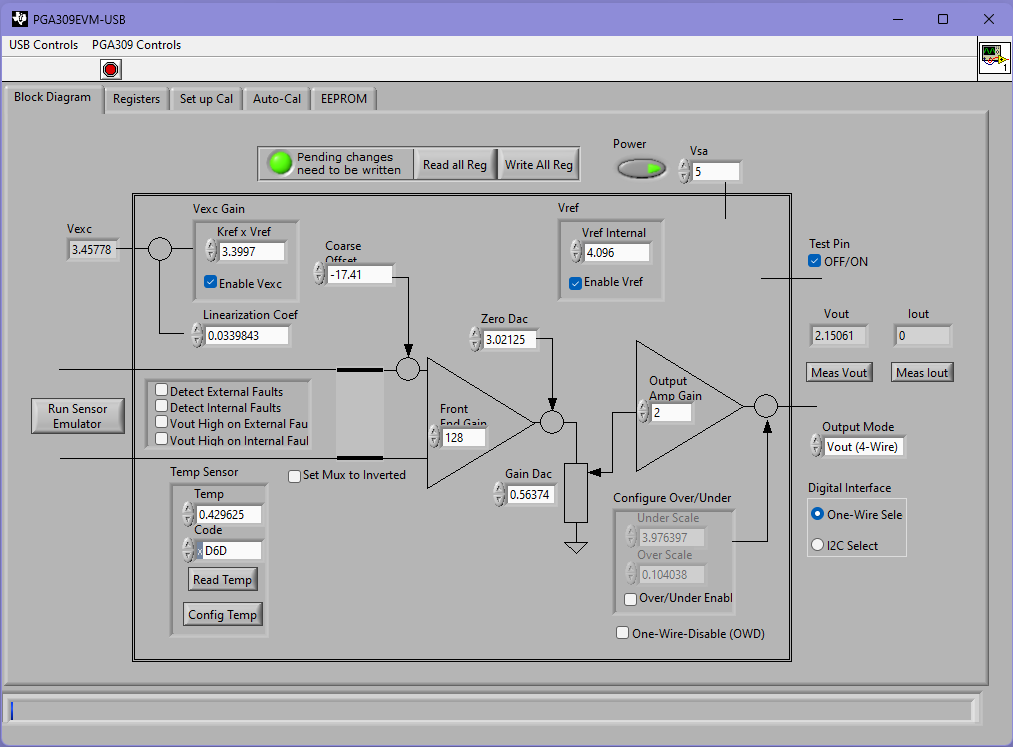 PGA309EVM-USB
USB Controls PGA309 Controls
1
Block Diagram Registers Set up Cal Auto-Cal EEPROM
Pending changes
need to be written
Read all Reg Write All Reg
Power
Vsa
5
Vexc
3.45778
Vexc Gain
Kref x Vref
3.3997
Enable Vexc
Linearization Coef
0.0339843
Coarse
Offset
-17.41
Vref
Vref Internal
4.096
Enable Vref
Test Pin
OFF/ON
Vout Iout
2.15061 0
Meas Vout Meas Iout
Zero Dac
3.02125
Detect External Faults
Detect Internal Faults
Vout High on External Fau
Vout High on Internal Faul
Run Sensor
Emulator
Front
End Gain
128
Output
Amp Gain
2
Output Mode
Vout (4-Wire)
Temp Sensor
Temp
0.429625
Code
x D6D
Read Temp
Config Temp
Set Mux to Inverted
Gain Dac
0.56374
Configure Over/Under
Under Scale
3.976397
Over Scale
0.104038
Over/Under Enabl
One-Wire-Disable (OWD)
Digital Interface
One-Wire Sele
I2C Select